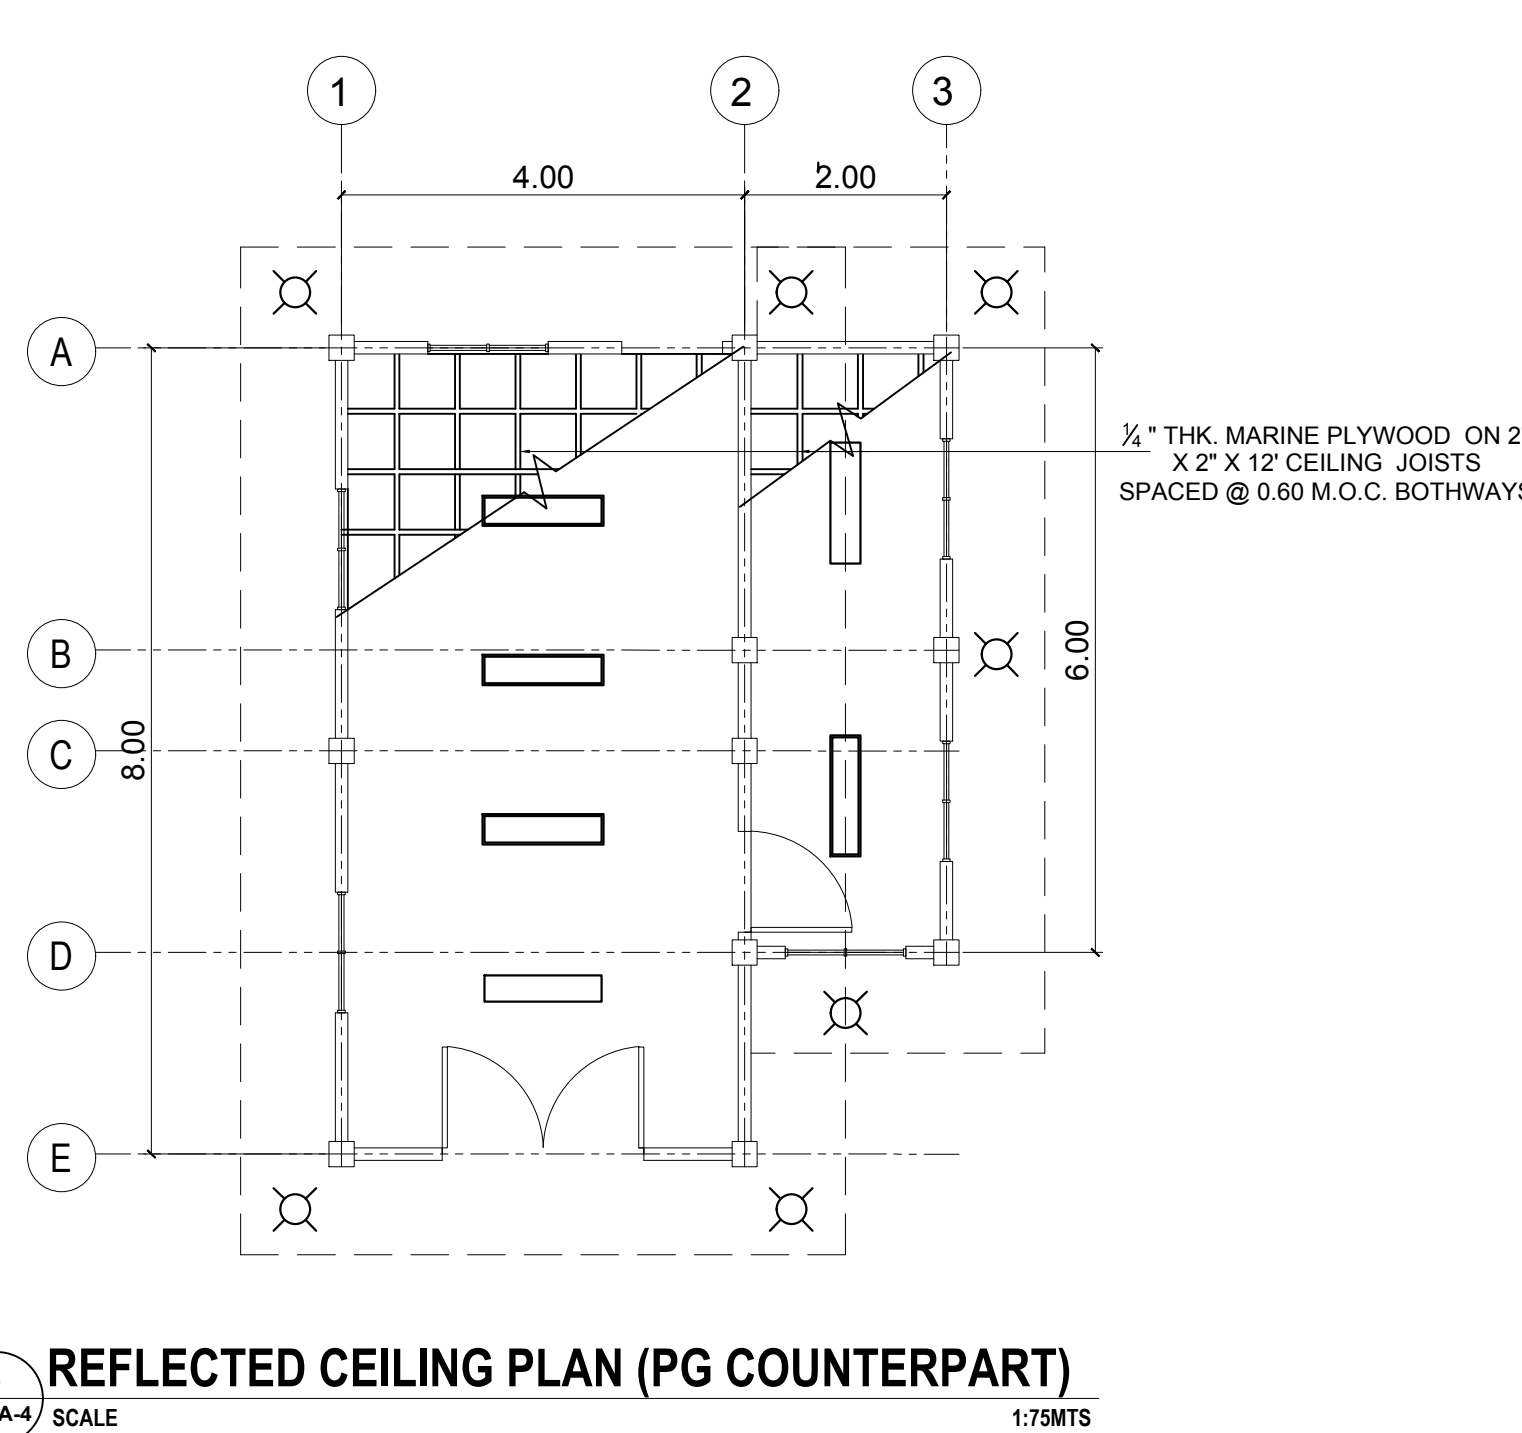 1
2
3
4.00
2.00
A
¼ " THK. MARINE PLYWOOD ON 2"
X 2" X 12' CEILING JOISTS
SPACED @ 0.60 M.O.C. BOTHWAYS
B
6.00
C
8.00
D
E
REFLECTED CEILING PLAN (PG COUNTERPART)
A-4
SCALE
1:75MTS